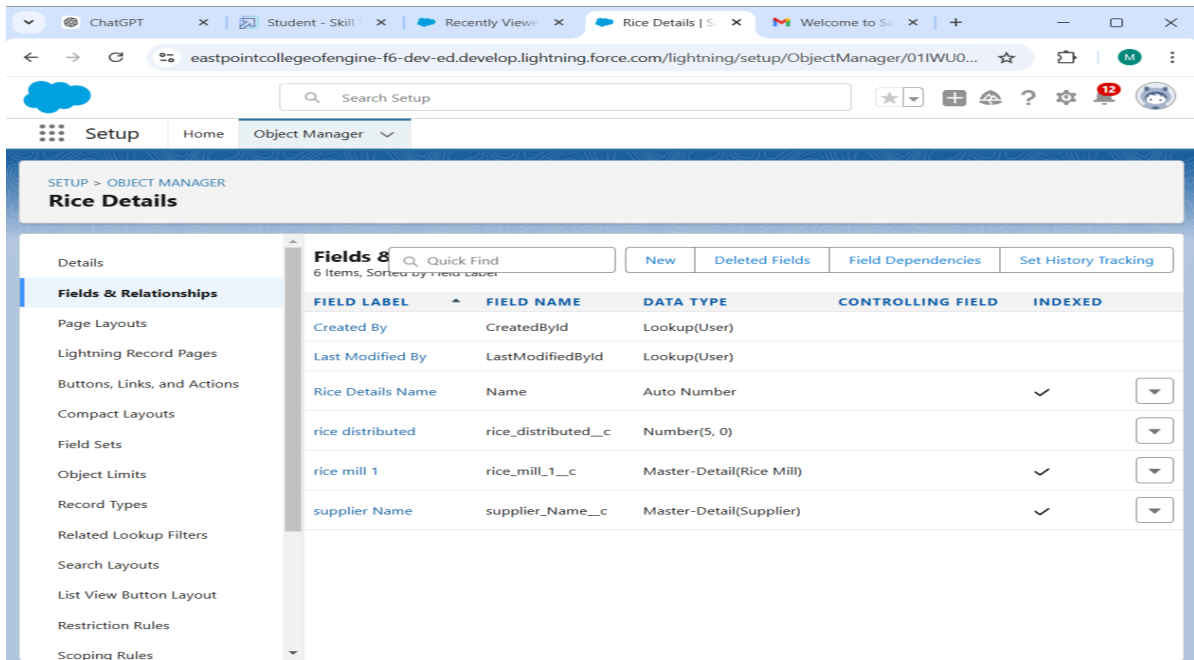 ChatGPT
Student - Skill
Recently Viewe
Rice Details | S
Welcome to Sa
eastpointcollegeofengine-f6-dev-ed.develop.lightning.force.com/lightning/setup/ObjectManager/01IWU0...
M
Search Setup
12
Setup
Home
Object Manager
SETUP > OBJECT MANAGER
Rice Details
Details
Fields & Relationships
Page Layouts
Lightning Record Pages
Buttons, Links, and Actions
Compact Layouts
Field Sets
Object Limits
Record Types
Related Lookup Filters
Search Layouts
List View Button Layout
Restriction Rules
Scoping Rules
Fields &
Quick Find
New
Deleted Fields
Field Dependencies
Set History Tracking
6 Items, Sorted by Field Label
FIELD LABEL FIELD NAME DATA TYPE CONTROLLING FIELD INDEXED
Created By CreatedById Lookup(User)
Last Modified By LastModifiedById Lookup(User)
Rice Details Name Name Auto Number
rice distributed rice_distributed__c Number(5, 0)
rice mill 1 rice_mill_1__c Master-Detail(Rice Mill)
supplier Name supplier_Name__c Master-Detail(Supplier)